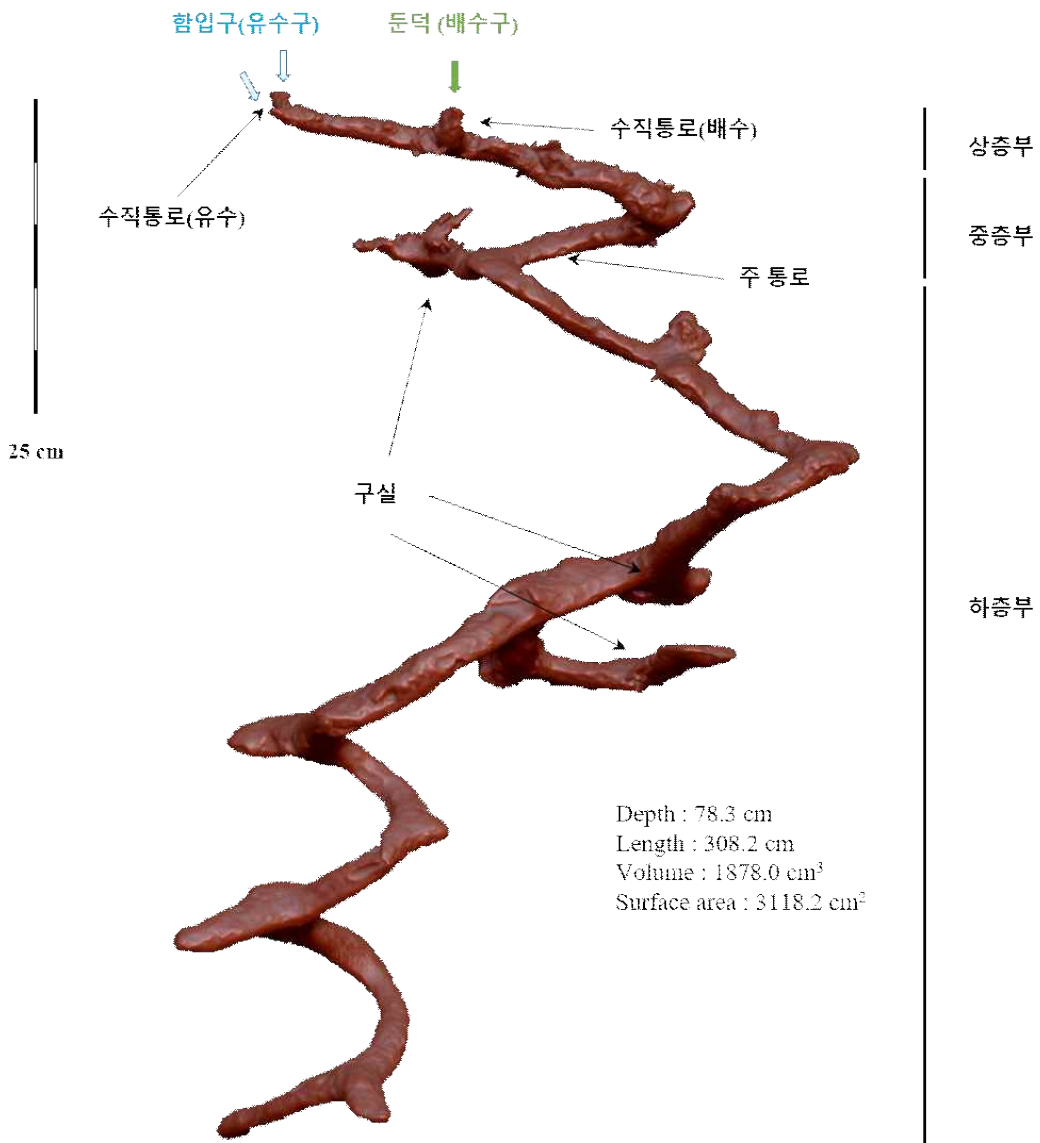 함입구(유수구)
둔덕 (배수구)
수직통로(배수)
상층부
수직통로(유수)
중층부
주 통로
25 cm
구실
하층부
Depth : 78.3 cm
Length : 308.2 cm
Volume : 1878.0 cm³
Surface area : 3118.2 cm²